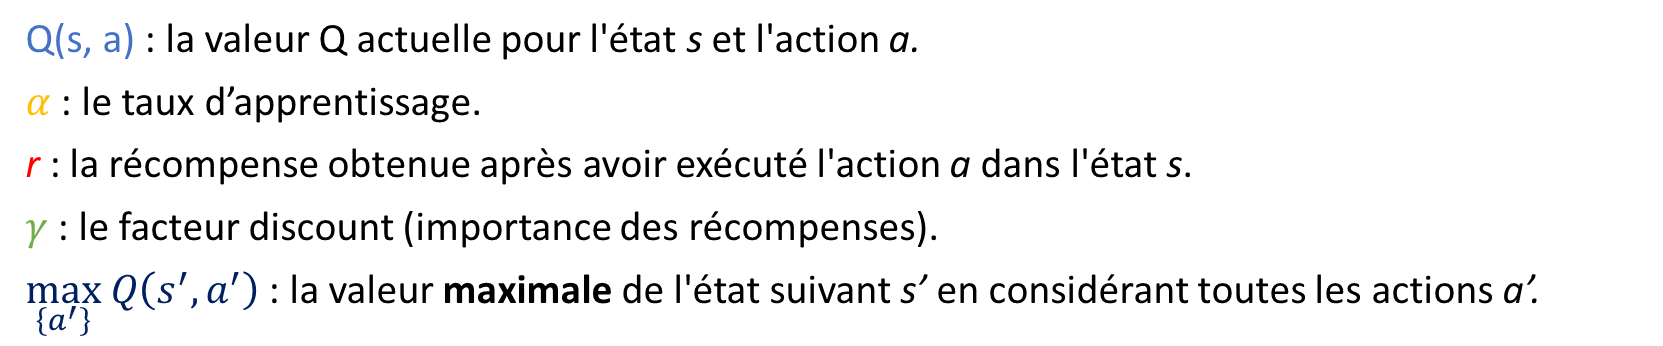 Q(s, a) : la valeur Q actuelle pour l'état s et l'action a.
α : le taux d’apprentissage.
r : la récompense obtenue après avoir exécuté l'action a dans l'état s.
γ : le facteur discount (importance des récompenses).
max Q(s′, a′) : la valeur maximale de l'état suivant s’ en considérant toutes les actions a’.
{a′}